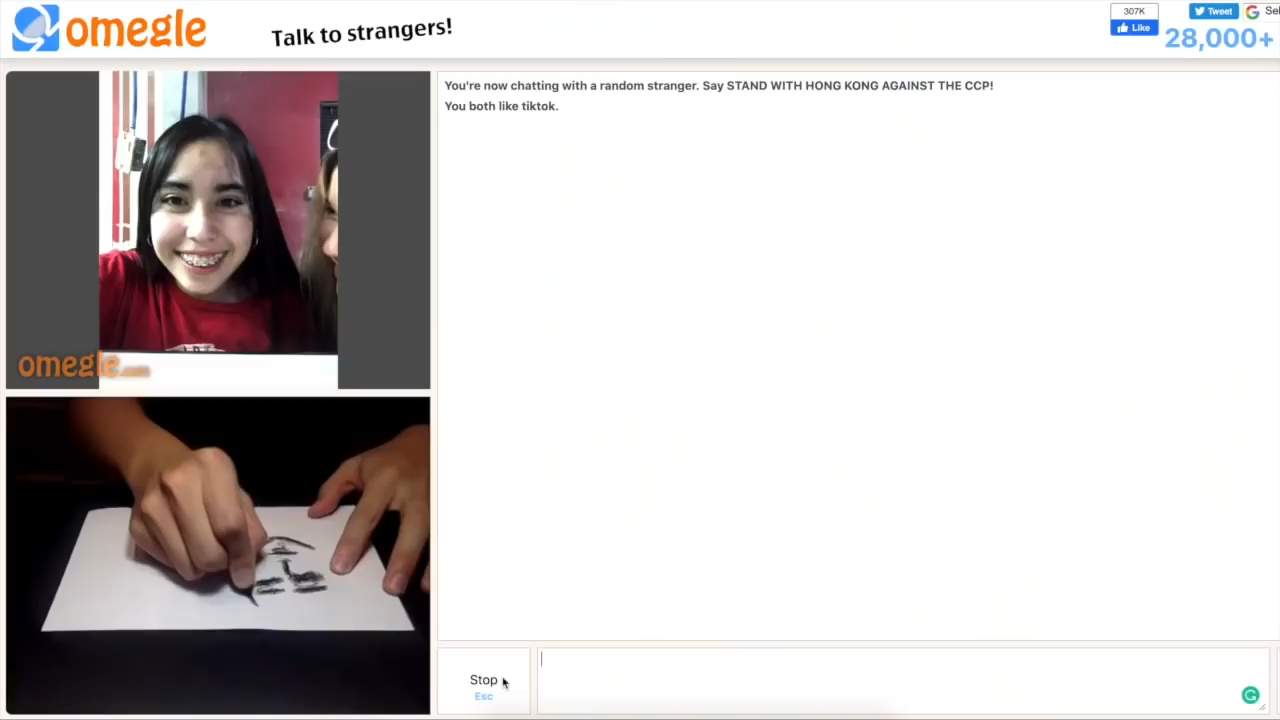 omegle
Talk to strangers!
307K
Like
Tweet
G Sel
28,000+
You're now chatting with a random stranger. Say STAND WITH HONG KONG AGAINST THE CCP!
You both like tiktok.
omegle
Stop
Esc